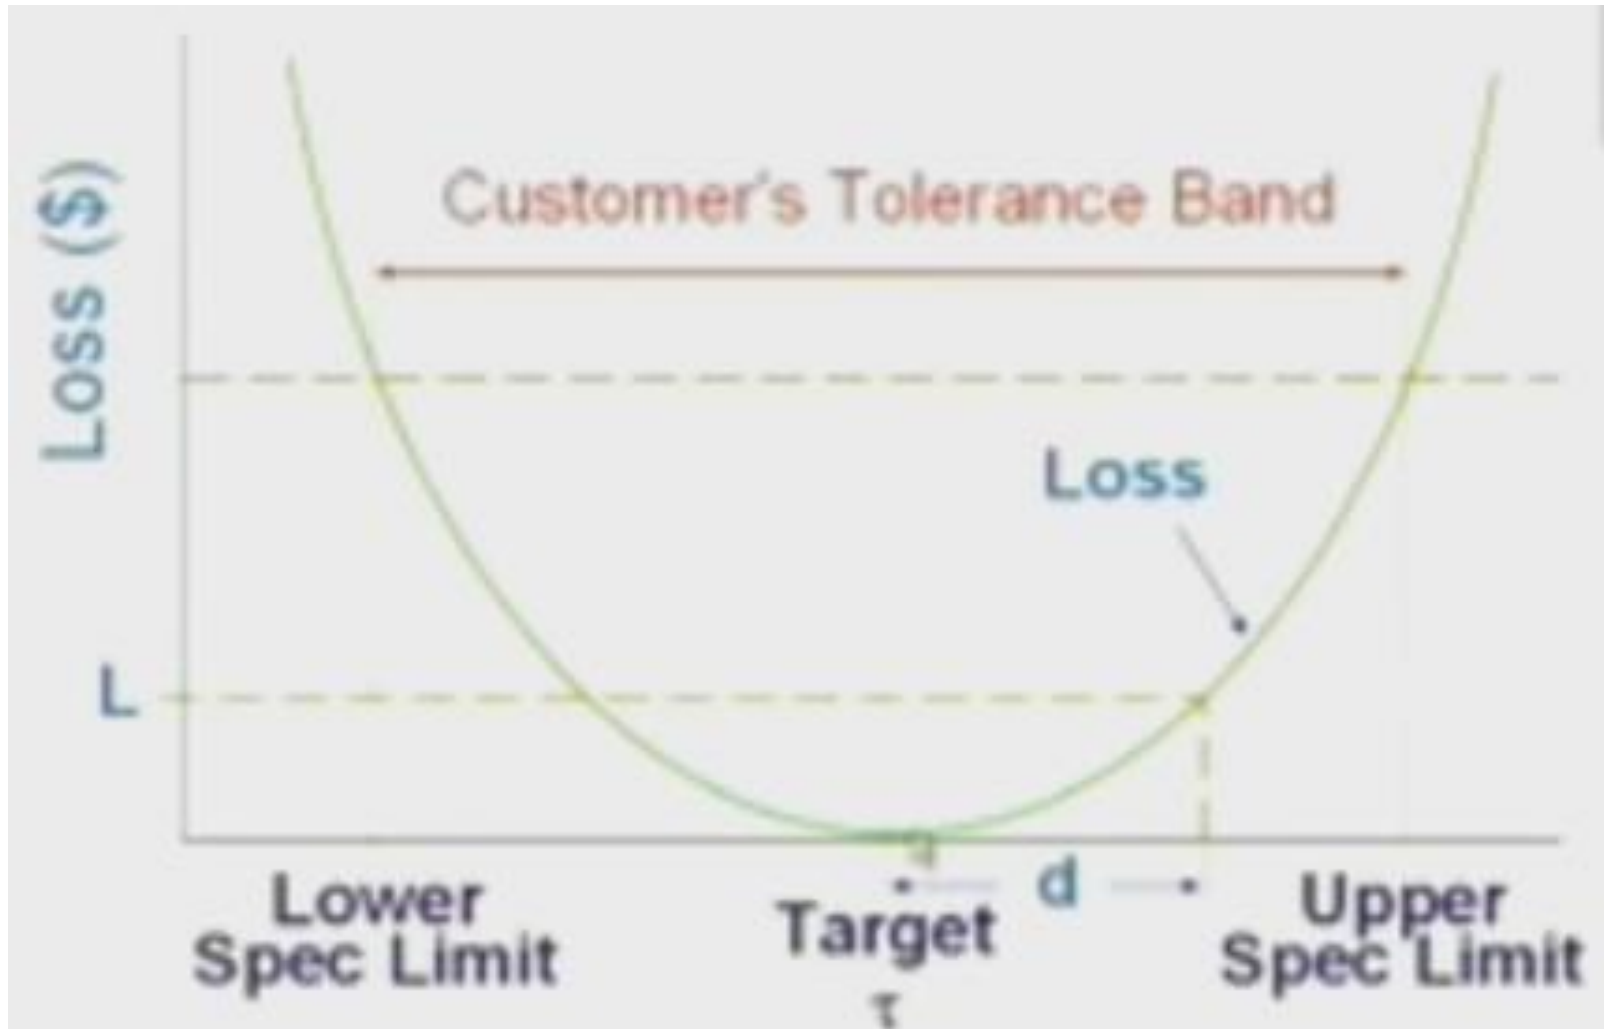 Loss ($)
Customer's Tolerance Band
Loss
L
d
Lower
Spec Limit
Target
τ
Upper
Spec Limit